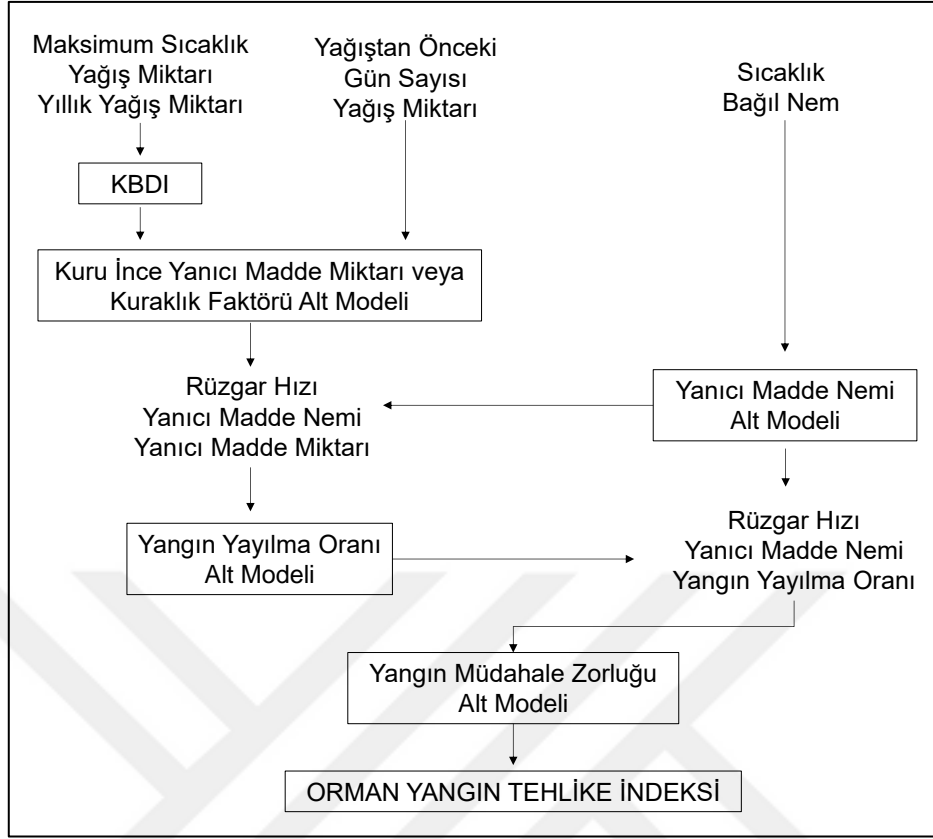 Maksimum Sıcaklık
Yağış Miktarı
Yıllık Yağış Miktarı
Yağıştan Önceki
Gün Sayısı
Yağış Miktarı
Sıcaklık
Bağıl Nem
KBDI
Kuru İnce Yanıcı Madde Miktarı veya
Kuraklık Faktörü Alt Modeli
Rüzgar Hızı
Yanıcı Madde Nemi
Yanıcı Madde Miktarı
Yanıcı Madde Nemi
Alt Modeli
Yangın Yayılma Oranı
Alt Modeli
Rüzgar Hızı
Yanıcı Madde Nemi
Yangın Yayılma Oranı
Yangın Müdahale Zorluğu
Alt Modeli
ORMAN YANGIN TEHLİKE İNDEKSİ